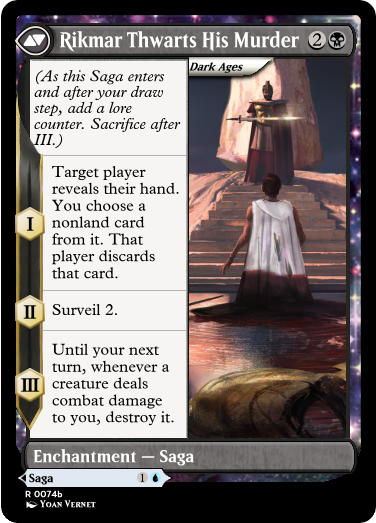 Rikmar Thwarts His Murder 2
Dark Ages
(As this Saga enters
and after your draw
step, add a lore
counter. Sacrifice after
III.)
I
Target player
reveals their hand.
You choose a
nonland card
from it. That
player discards
that card.
II
Surveil 2.
III
Until your next
turn, whenever a
creature deals
combat damage
to you, destroy it.
Enchantment — Saga
Saga 1
R 0074b
Yoan Vernet